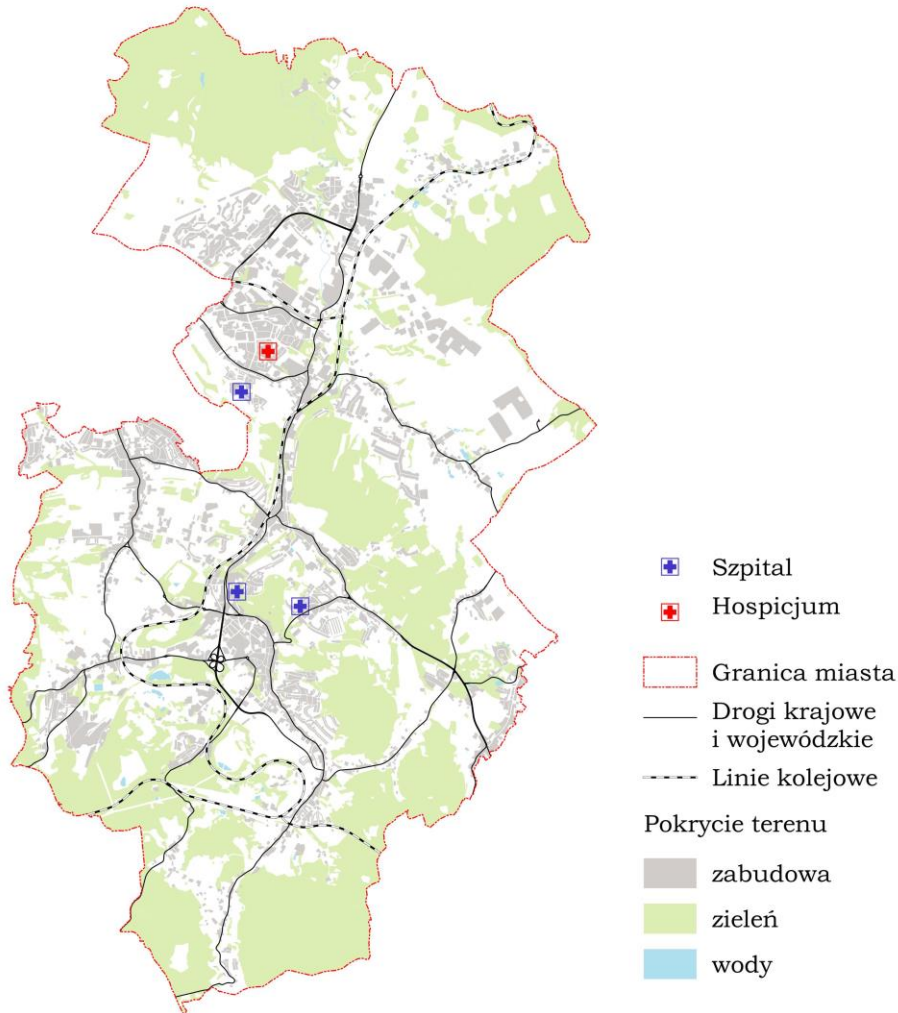 Szpital
Hospicjum
Granica miasta
Drogi krajowe
i wojewódzkie
Linie kolejowe
Pokrycie terenu
zabudowa
zieleń
wody